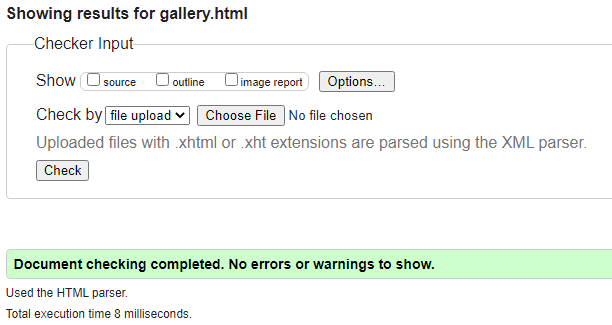 Showing results for gallery.html
Checker Input
Show source outline image report Options...
Check by file upload Choose File No file chosen
Uploaded files with .xhtml or .xht extensions are parsed using the XML parser.
Check
Document checking completed. No errors or warnings to show.
Used the HTML parser.
Total execution time 8 milliseconds.